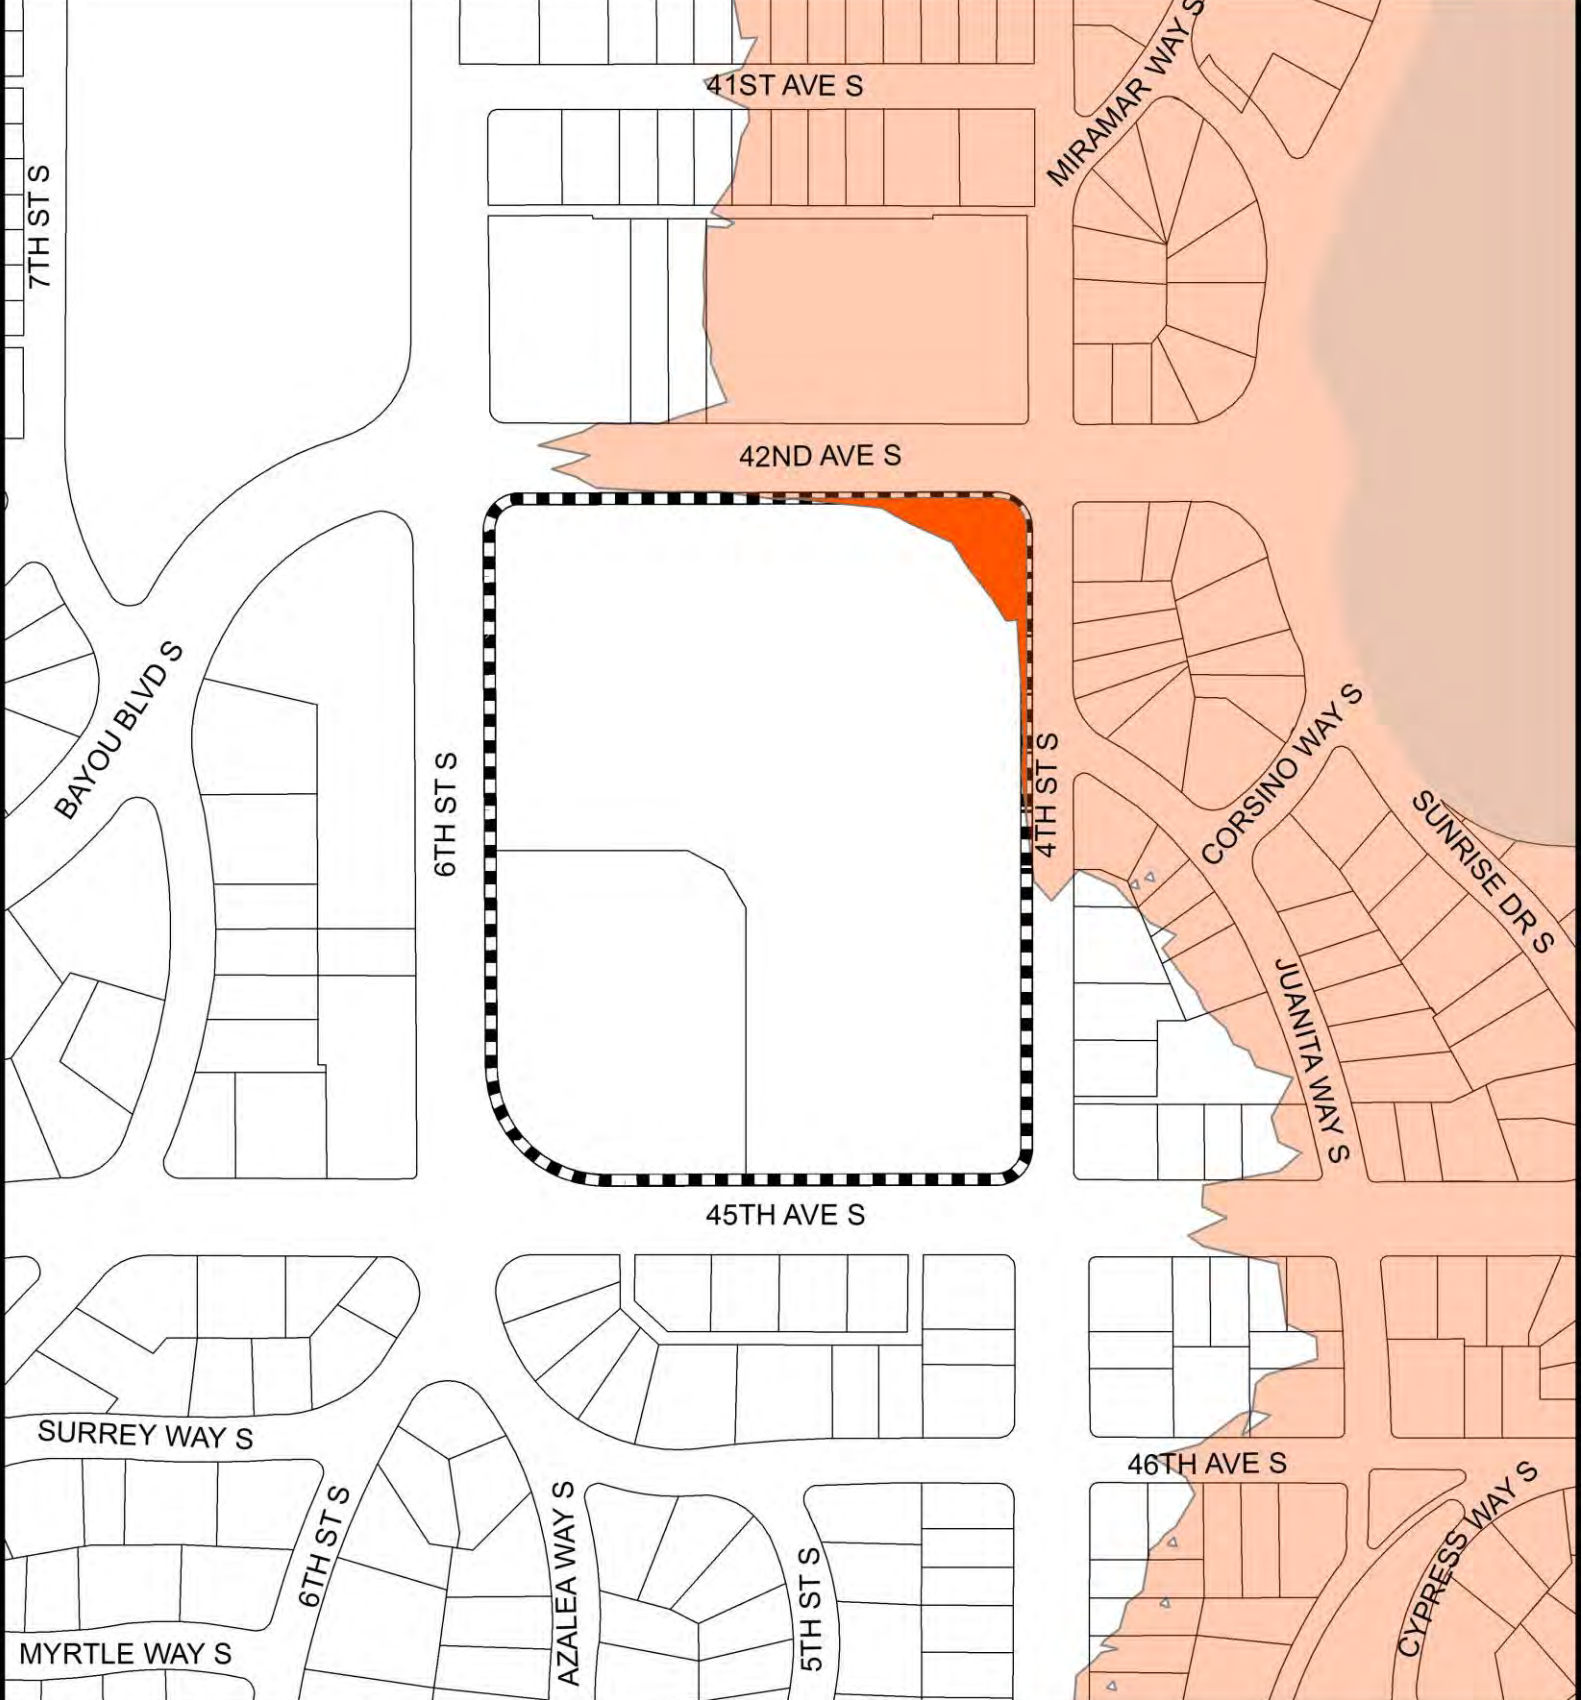 MIRAMAR WAY S
41ST AVE S
7TH ST S
42ND AVE S
BAYOU BLVD S
6TH ST S
4TH ST S
CORSINO WAY S
SUNRISE DR S
JUANITA WAY S
45TH AVE S
SURREY WAY S
46TH AVE S
6TH ST S
AZALEA WAY S
5TH ST S
CYPRESS WAY S
MYRTLE WAY S